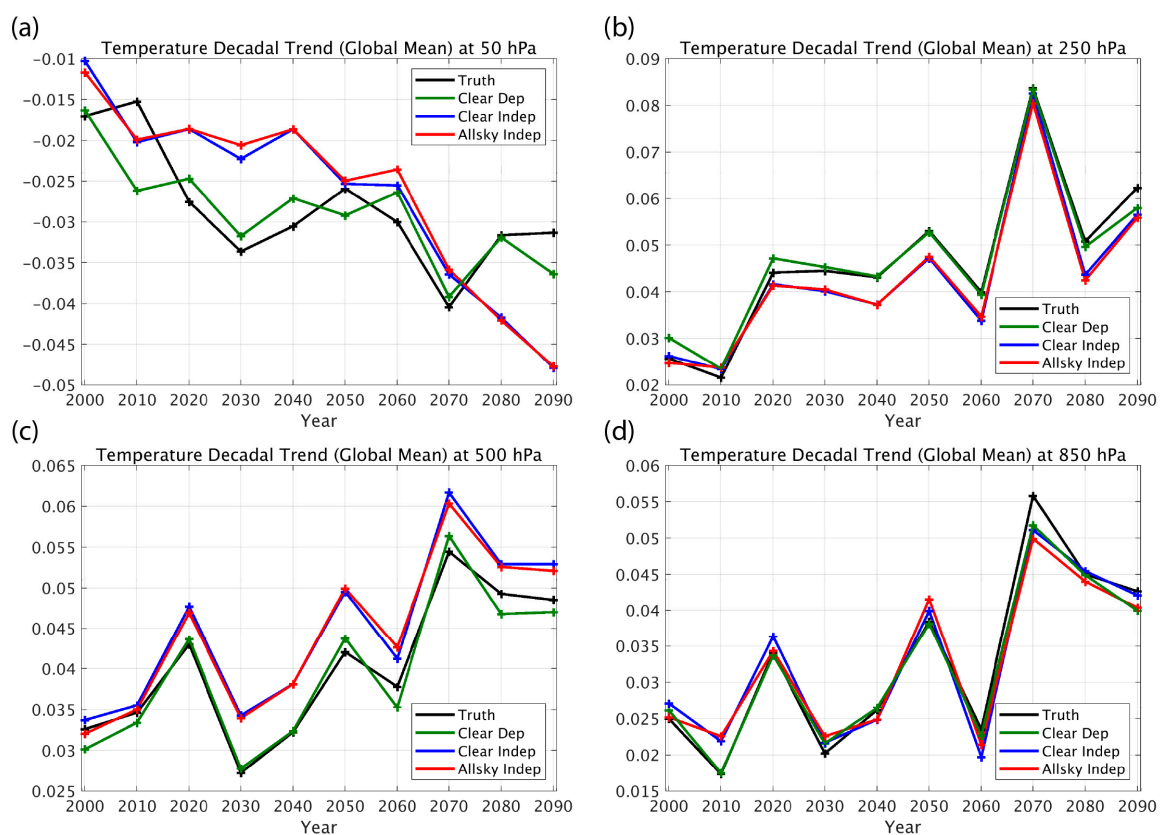 (a)
Temperature Decadal Trend (Global Mean) at 50 hPa
-0.01
-0.015
-0.02
-0.025
-0.03
-0.035
-0.04
-0.045
-0.05
Truth
Clear Dep
Clear Indep
Allsky Indep
2000 2010 2020 2030 2040 2050 2060 2070 2080 2090
Year
(b)
Temperature Decadal Trend (Global Mean) at 250 hPa
0.09
0.08
0.07
0.06
0.05
0.04
0.03
0.02
Truth
Clear Dep
Clear Indep
Allsky Indep
2000 2010 2020 2030 2040 2050 2060 2070 2080 2090
Year
(c)
Temperature Decadal Trend (Global Mean) at 500 hPa
0.065
0.06
0.055
0.05
0.045
0.04
0.035
0.03
0.025
Truth
Clear Dep
Clear Indep
Allsky Indep
2000 2010 2020 2030 2040 2050 2060 2070 2080 2090
Year
(d)
Temperature Decadal Trend (Global Mean) at 850 hPa
0.06
0.055
0.05
0.045
0.04
0.035
0.03
0.025
0.02
0.015
Truth
Clear Dep
Clear Indep
Allsky Indep
2000 2010 2020 2030 2040 2050 2060 2070 2080 2090
Year